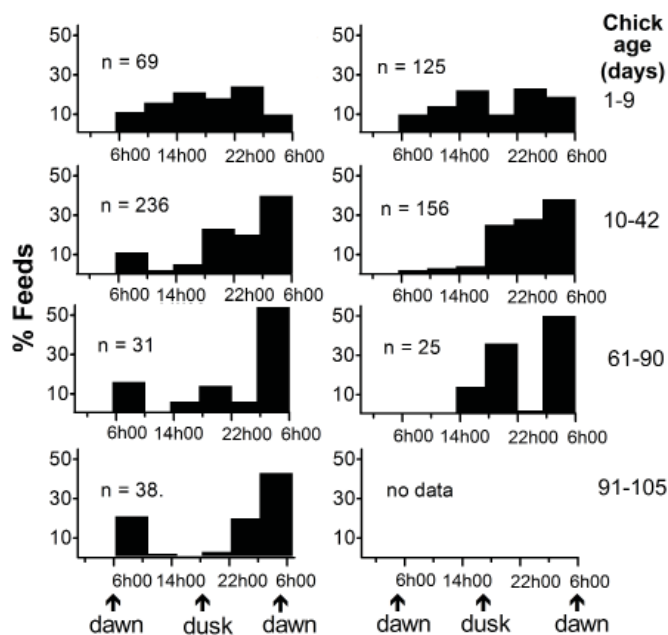 Chick
age
(days)
50
30
10
n = 69
6h00 14h00 22h00 6h00
50
30
10
n = 125
6h00 14h00 22h00 6h00
1-9
50
30
10
n = 236
6h00 14h00 22h00 6h00
50
30
10
n = 156
6h00 14h00 22h00 6h00
10-42
% Feeds
50
30
10
n = 31
6h00 14h00 22h00 6h00
50
30
10
n = 25
6h00 14h00 22h00 6h00
61-90
50
30
10
n = 38.
6h00 14h00 22h00 6h00
dawn dusk dawn
50
30
10
no data
6h00 14h00 22h00 6h00
dawn dusk dawn
91-105